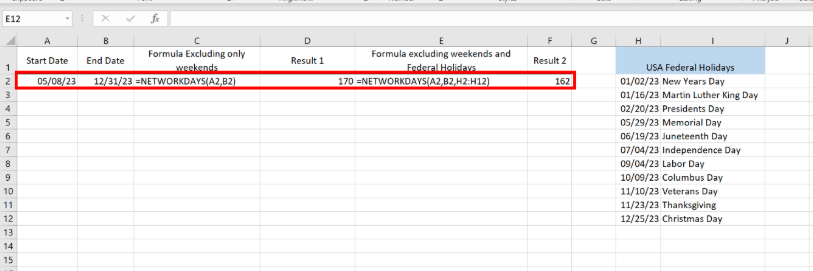 E12
fx
A B C D E F G H I J
Start Date End Date Formula Excluding only weekends Result 1 Formula excluding weekends and Federal Holidays Result 2 USA Federal Holidays
1
2 05/08/23 12/31/23 =NETWORKDAYS(A2,B2) 170 =NETWORKDAYS(A2,B2,H2:H12) 162 01/02/23 New Years Day
3 01/16/23 Martin Luther King Day
4 02/20/23 Presidents Day
5 05/29/23 Memorial Day
6 06/19/23 Juneteenth Day
7 07/04/23 Independence Day
8 09/04/23 Labor Day
9 10/09/23 Columbus Day
10 11/10/23 Veterans Day
11 11/23/23 Thanksgiving
12 12/25/23 Christmas Day
13
14
15